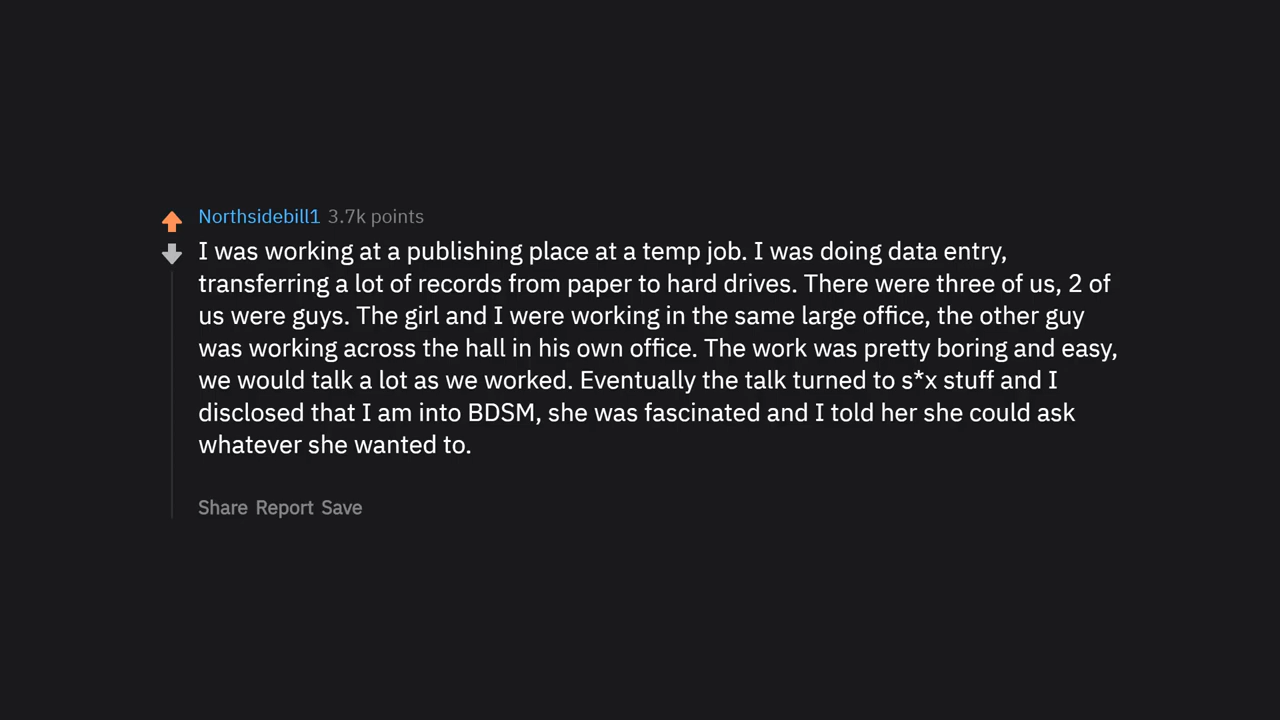 Northsidebill1 3.7k points
I was working at a publishing place at a temp job. I was doing data entry,
transferring a lot of records from paper to hard drives. There were three of us, 2 of
us were guys. The girl and I were working in the same large office, the other guy
was working across the hall in his own office. The work was pretty boring and easy,
we would talk a lot as we worked. Eventually the talk turned to s*x stuff and I
disclosed that I am into BDSM, she was fascinated and I told her she could ask
whatever she wanted to.
Share Report Save